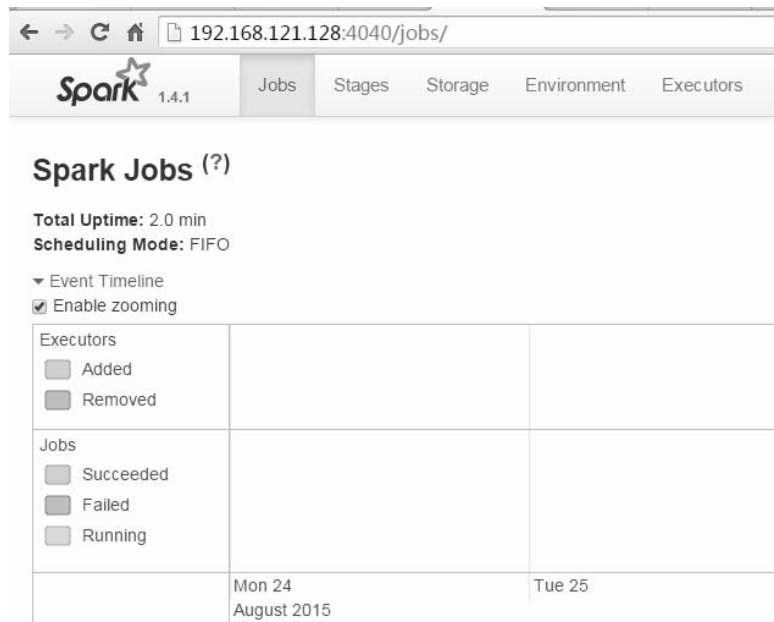 192.168.121.128:4040/jobs/
Spark 1.4.1 Jobs Stages Storage Environment Executors
Spark Jobs (?)
Total Uptime: 2.0 min
Scheduling Mode: FIFO
Event Timeline
Enable zooming
Executors
Added
Removed
Jobs
Succeeded
Failed
Running
Mon 24 Tue 25
August 2015